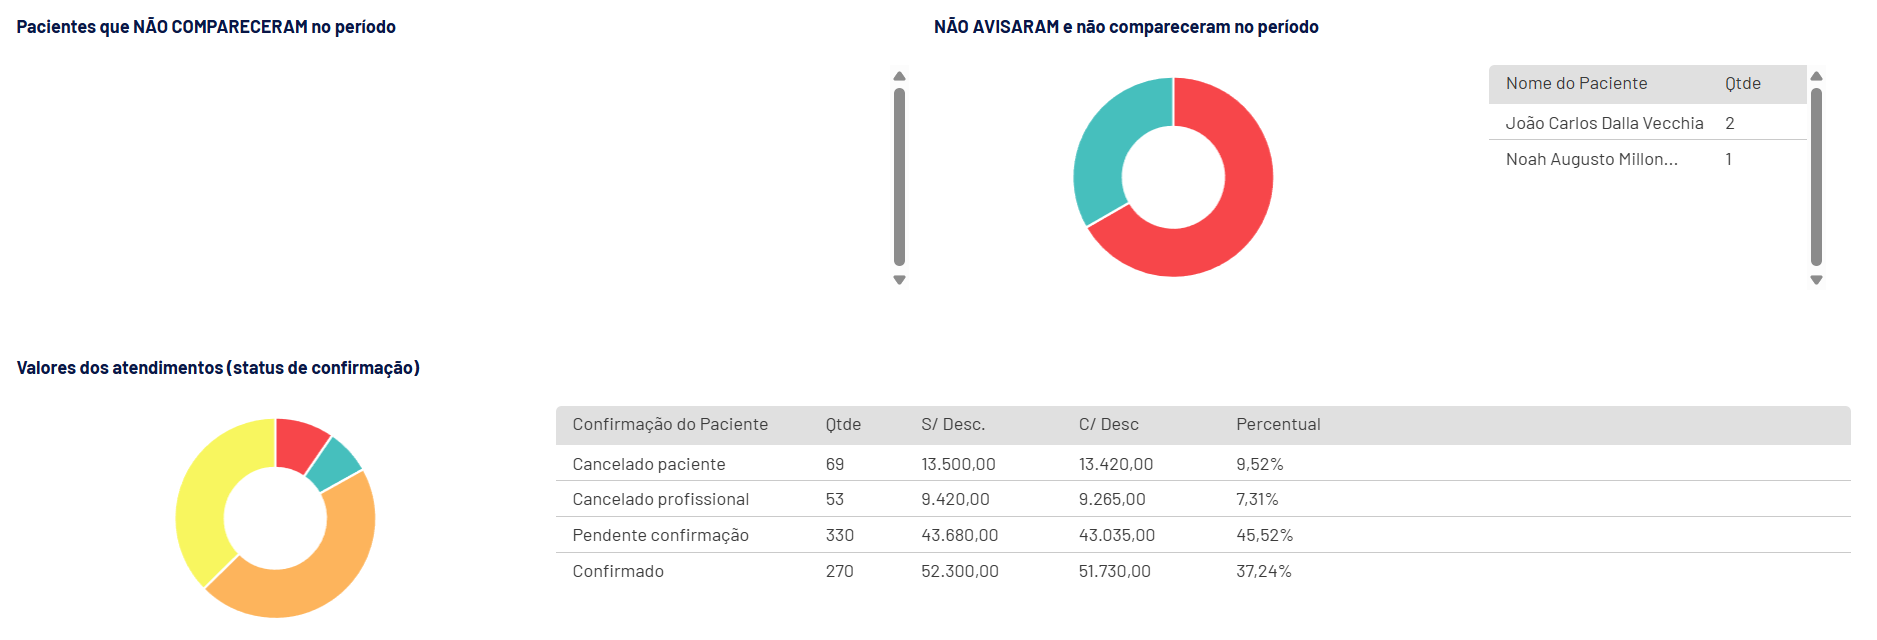 Pacientes que NÃO COMPARECERAM no período
NÃO AVISARAM e não compareceram no período
Nome do Paciente Qtde
João Carlos Dalla Vecchia 2
Noah Augusto Millon... 1
Valores dos atendimentos (status de confirmação)
Confirmação do Paciente Qtde S/ Desc. C/ Desc Percentual
Cancelado paciente 69 13.500,00 13.420,00 9,52%
Cancelado profissional 53 9.420,00 9.265,00 7,31%
Pendente confirmação 330 43.680,00 43.035,00 45,52%
Confirmado 270 52.300,00 51.730,00 37,24%